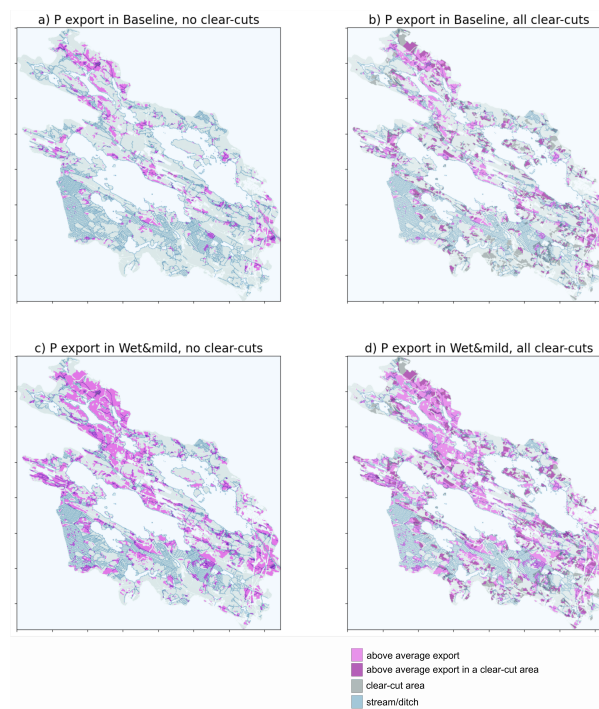 a) P export in Baseline, no clear-cuts
b) P export in Baseline, all clear-cuts
c) P export in Wet&mild, no clear-cuts
d) P export in Wet&mild, all clear-cuts
above average export
above average export in a clear-cut area
clear-cut area
stream/ditch